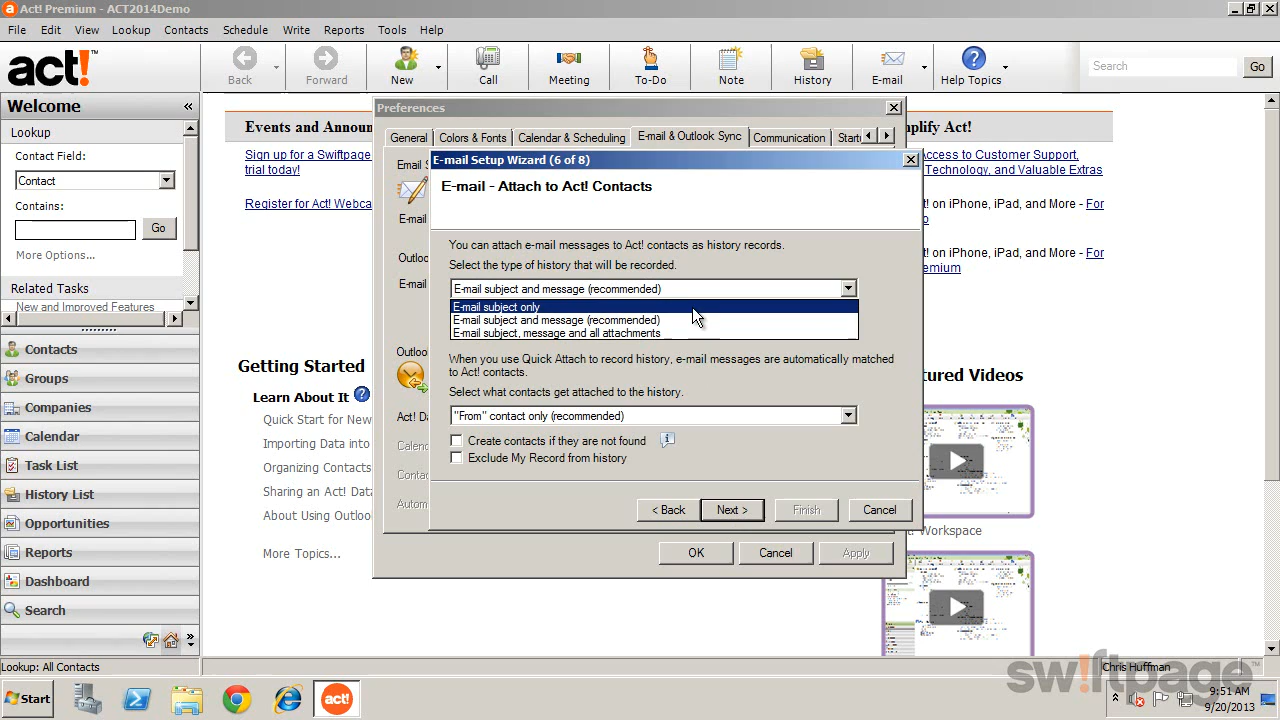 Act! Premium - ACT2014Demo
File Edit View Lookup Contacts Schedule Write Reports Tools Help
act!
Back Forward New Call Meeting To-Do Note History E-mail Help Topics Search Go
Welcome «
Lookup
Contact Field:
Contact
Contains:
Go
More Options...
Related Tasks
New and Improved Features
Contacts
Groups
Companies
Calendar
Task List
History List
Opportunities
Reports
Dashboard
Search
»
Lookup: All Contacts
Events and Announ
Sign up for a Swiftpage
trial today!
Register for Act! Webca
Getting Started
Learn About It
Quick Start for New
Importing Data into
Organizing Contacts
Sharing an Act! Data
About Using Outloo
More Topics...
Preferences
General Colors & Fonts Calendar & Scheduling E-mail & Outlook Sync Communication Start
Email S
E-mail
Outloo
E-mail
Outloo
Act! Da
Calend
Conta
Autom
E-mail Setup Wizard (6 of 8)
E-mail - Attach to Act! Contacts
You can attach e-mail messages to Act! contacts as history records.
Select the type of history that will be recorded.
E-mail subject and message (recommended)
E-mail subject only
E-mail subject and message (recommended)
E-mail subject, message and all attachments
When you use Quick Attach to record history, e-mail messages are automatically matched
to Act! contacts.
Select what contacts get attached to the history.
"From" contact only (recommended)
Create contacts if they are not found
Exclude My Record from history
< Back Next > Finish Cancel
OK Cancel Apply
plify Act!
Access to Customer Support,
Technology, and Valuable Extras
t! on iPhone, iPad, and More - For
o
t! on iPhone, iPad, and More - For
remium
tured Videos
Workspace
swiftpage
Chris Huffman
Start
act!
9:51 AM
9/20/2013